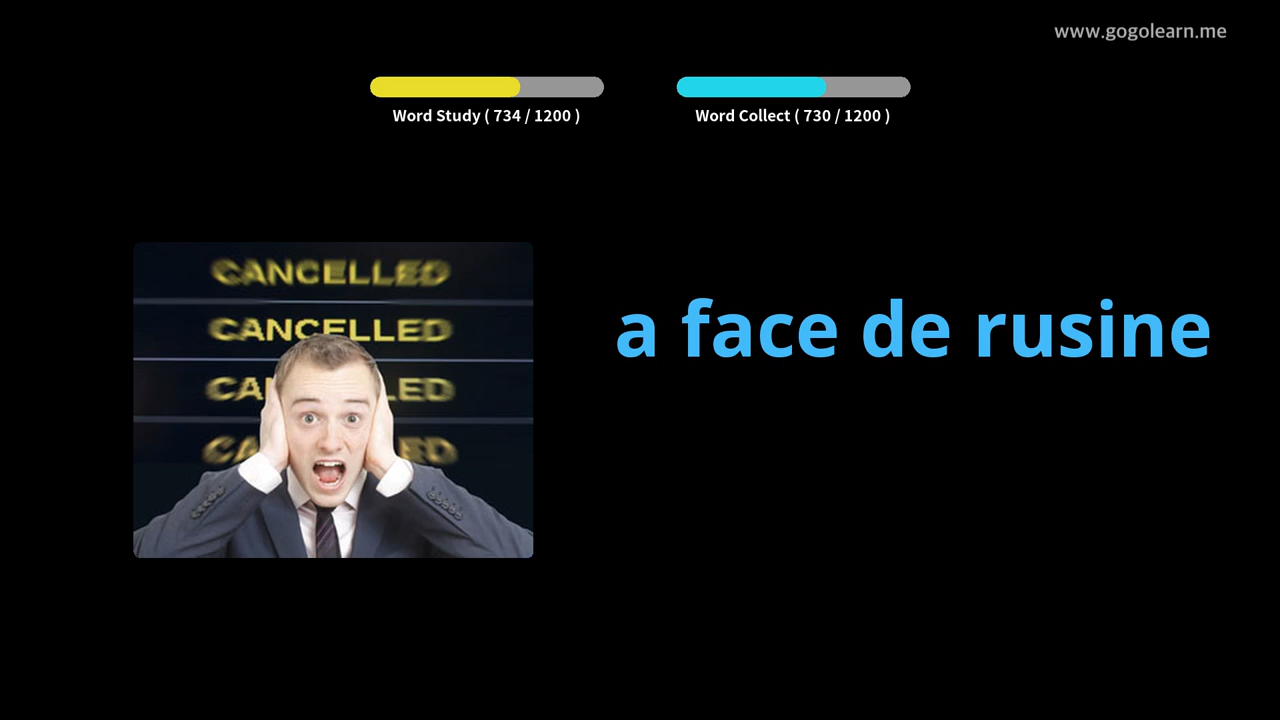 www.gogolearn.me
Word Study ( 734 / 1200 )
Word Collect ( 730 / 1200 )
CANCELLED
CANCELLED
a face de rusine